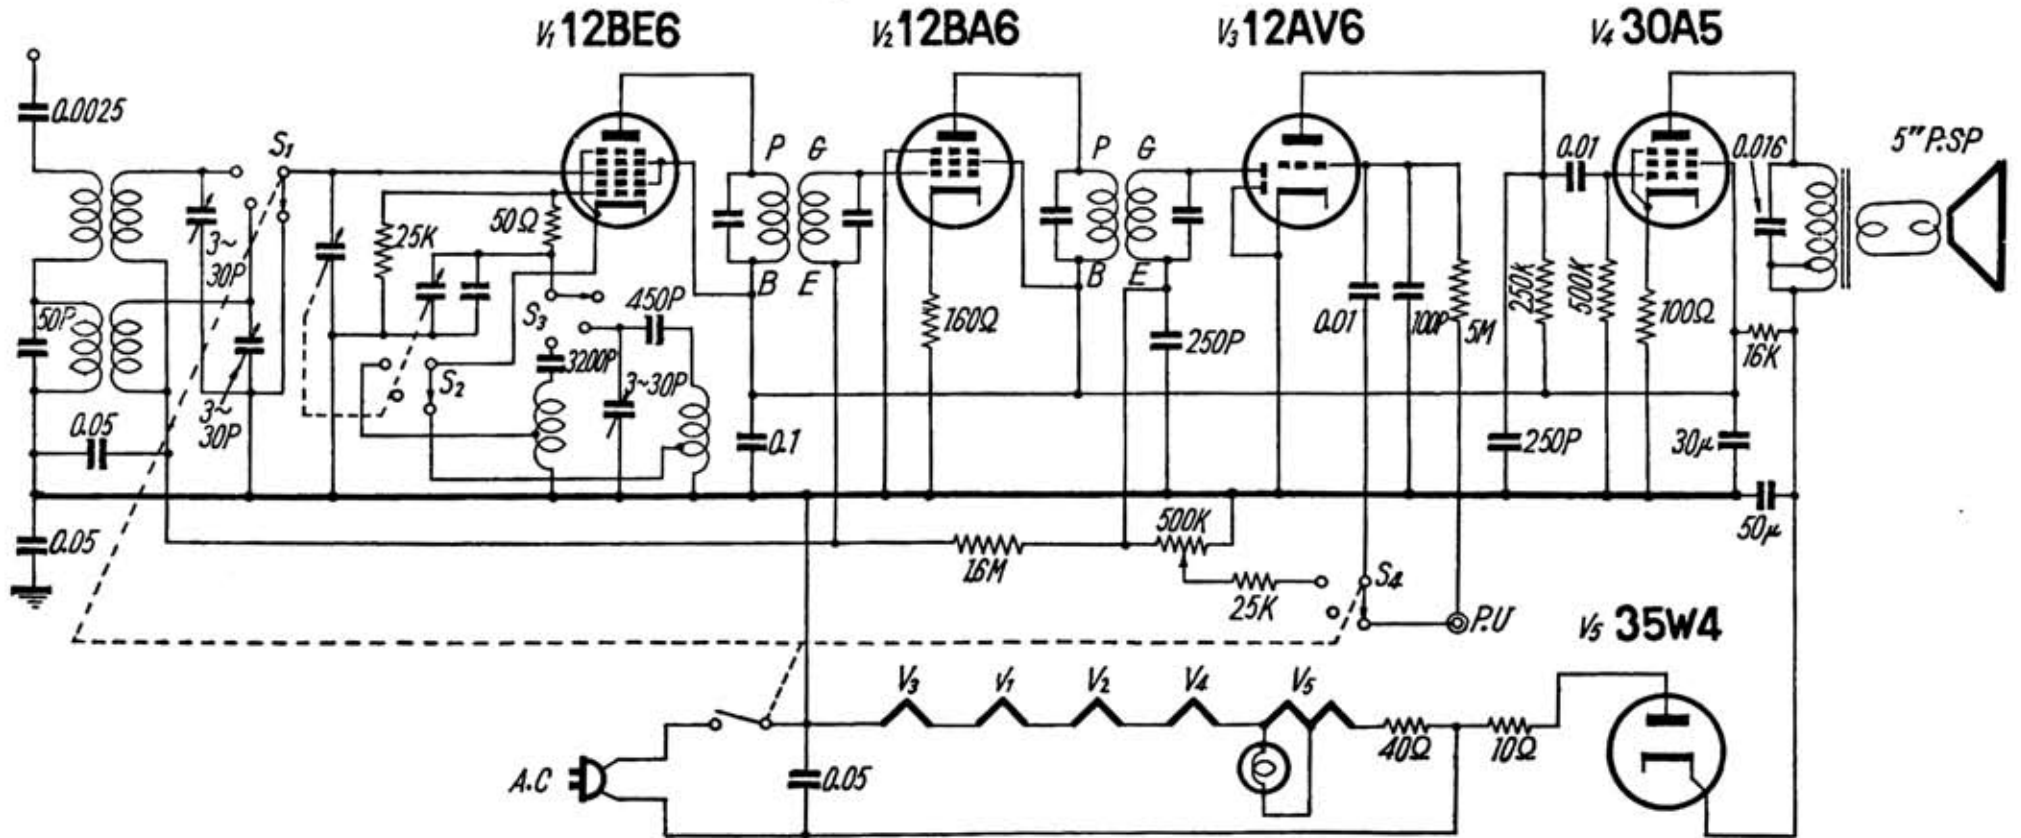 V₁ 12BE6
V₂ 12BA6
V₃ 12AV6
V₄ 30A5
0.0025
S₁
3~
30P
50P
3~
30P
0.05
0.05
25K
50Ω
S₃
450P
3200P
S₂
3~30P
P G
B E
0.1
160Ω
P G
B E
250P
0.01
100P
5M
0.01
250K
500K
250P
100Ω
0.016
5" P.SP
16K
30μ
50μ
1.6M
500K
25K
S₄
P.U
V₅ 35W4
V₃
V₁
V₂
V₄
V₅
40Ω
10Ω
A.C
0.05